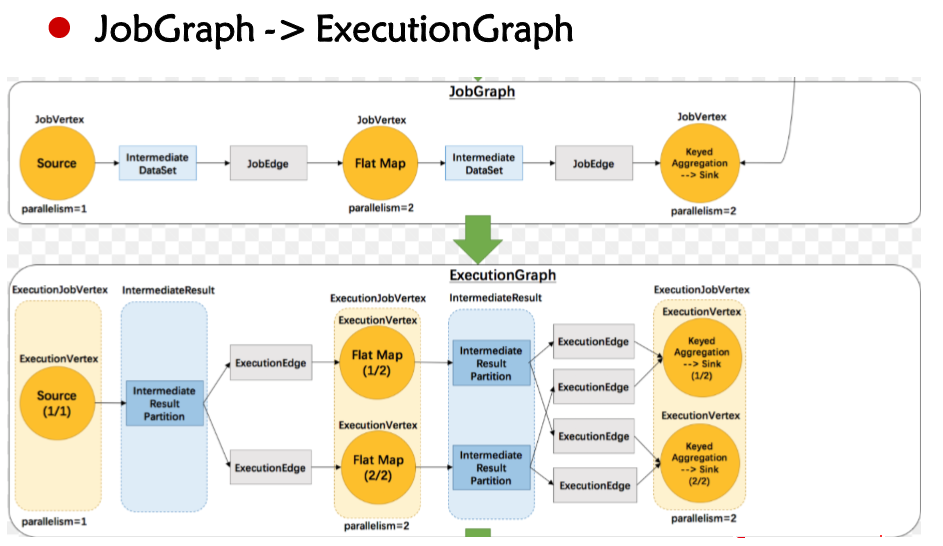 JobGraph -> ExecutionGraph
JobGraph
JobVertex
Source
parallelism=1
Intermediate
DataSet
JobEdge
JobVertex
Flat Map
parallelism=2
Intermediate
DataSet
JobEdge
JobVertex
Keyed
Aggregation
--> Sink
parallelism=2
ExecutionGraph
ExecutionJobVertex
ExecutionVertex
Source
(1/1)
parallelism=1
IntermediateResult
Intermediate
Result
Partition
ExecutionEdge
ExecutionEdge
ExecutionJobVertex
ExecutionVertex
Flat Map
(1/2)
ExecutionVertex
Flat Map
(2/2)
parallelism=2
IntermediateResult
Intermediate
Result
Partition
Intermediate
Result
Partition
ExecutionEdge
ExecutionEdge
ExecutionEdge
ExecutionEdge
ExecutionJobVertex
ExecutionVertex
Keyed
Aggregation
--> Sink
(1/2)
ExecutionVertex
Keyed
Aggregation
--> Sink
(2/2)
parallelism=2